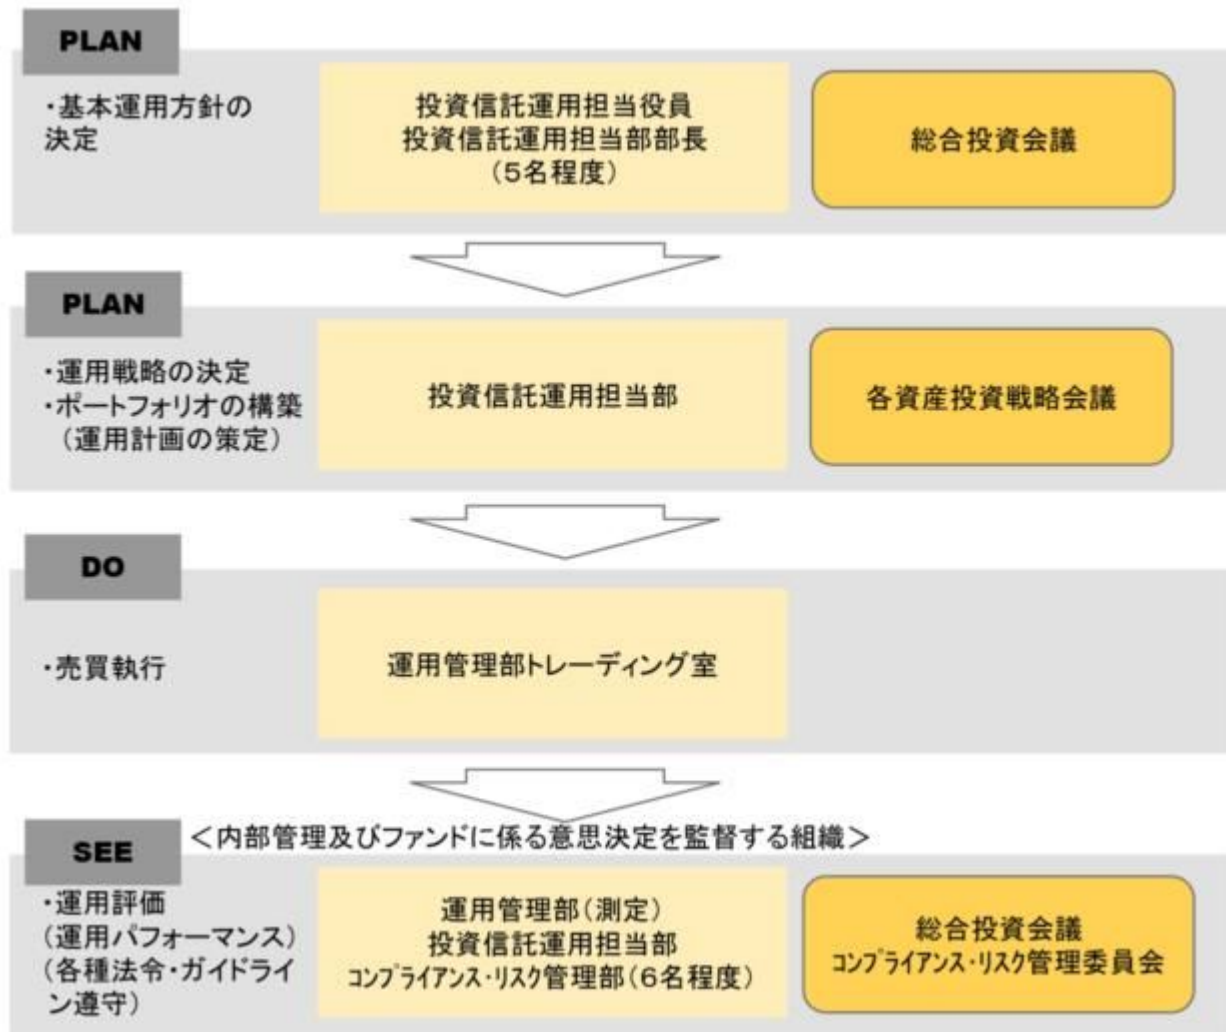 PLAN
・基本運用方針の
決定
投資信託運用担当役員
投資信託運用担当部部長
(5名程度)
総合投資会議
PLAN
・運用戦略の決定
・ポートフォリオの構築
(運用計画の策定)
投資信託運用担当部
各資産投資戦略会議
DO
・売買執行
運用管理部トレーディング室
SEE
＜内部管理及びファンドに係る意思決定を監督する組織＞
・運用評価
(運用パフォーマンス)
(各種法令・ガイドライ
ン遵守)
運用管理部(測定)
投資信託運用担当部
ｺﾝﾌﾟﾗｲｱﾝｽ・ﾘｽｸ管理部(6名程度)
総合投資会議
ｺﾝﾌﾟﾗｲｱﾝｽ・ﾘｽｸ管理委員会